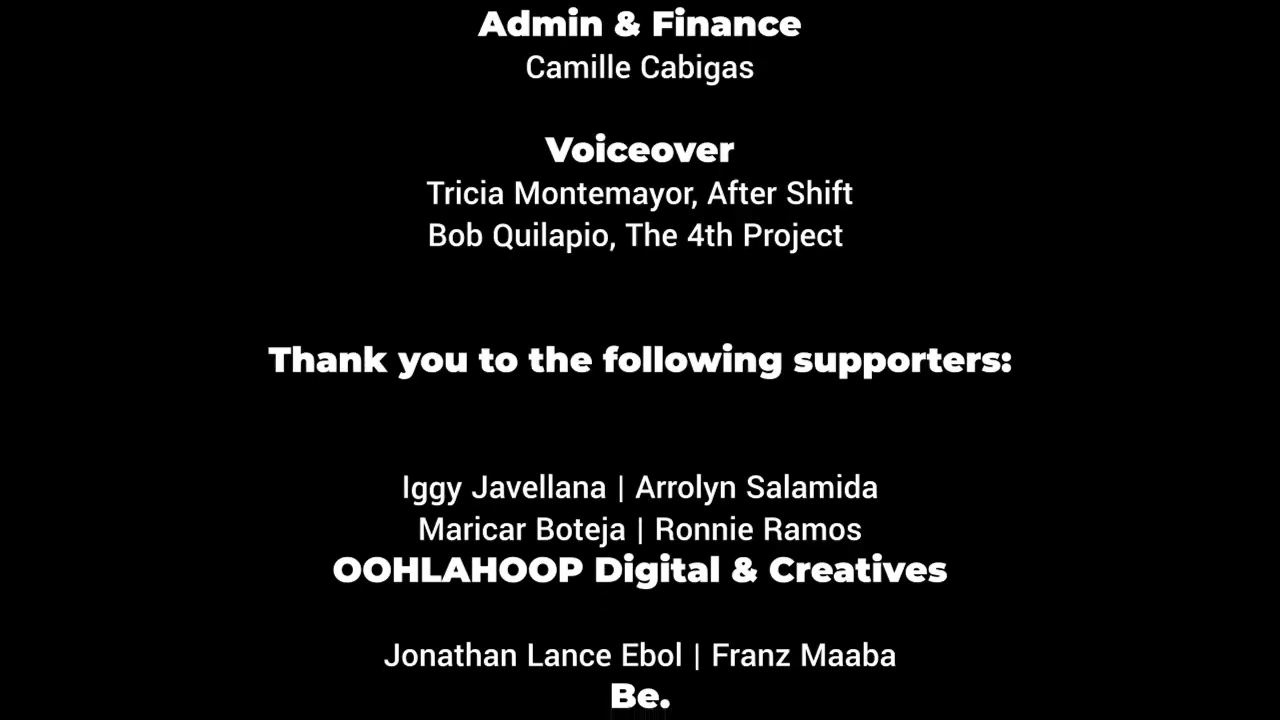 Admin & Finance
Camille Cabigas
Voiceover
Tricia Montemayor, After Shift
Bob Quilapio, The 4th Project
Thank you to the following supporters:
Iggy Javellana | Arrolyn Salamida
Maricar Boteja | Ronnie Ramos
OOHLAHOOP Digital & Creatives
Jonathan Lance Ebol | Franz Maaba
Be.